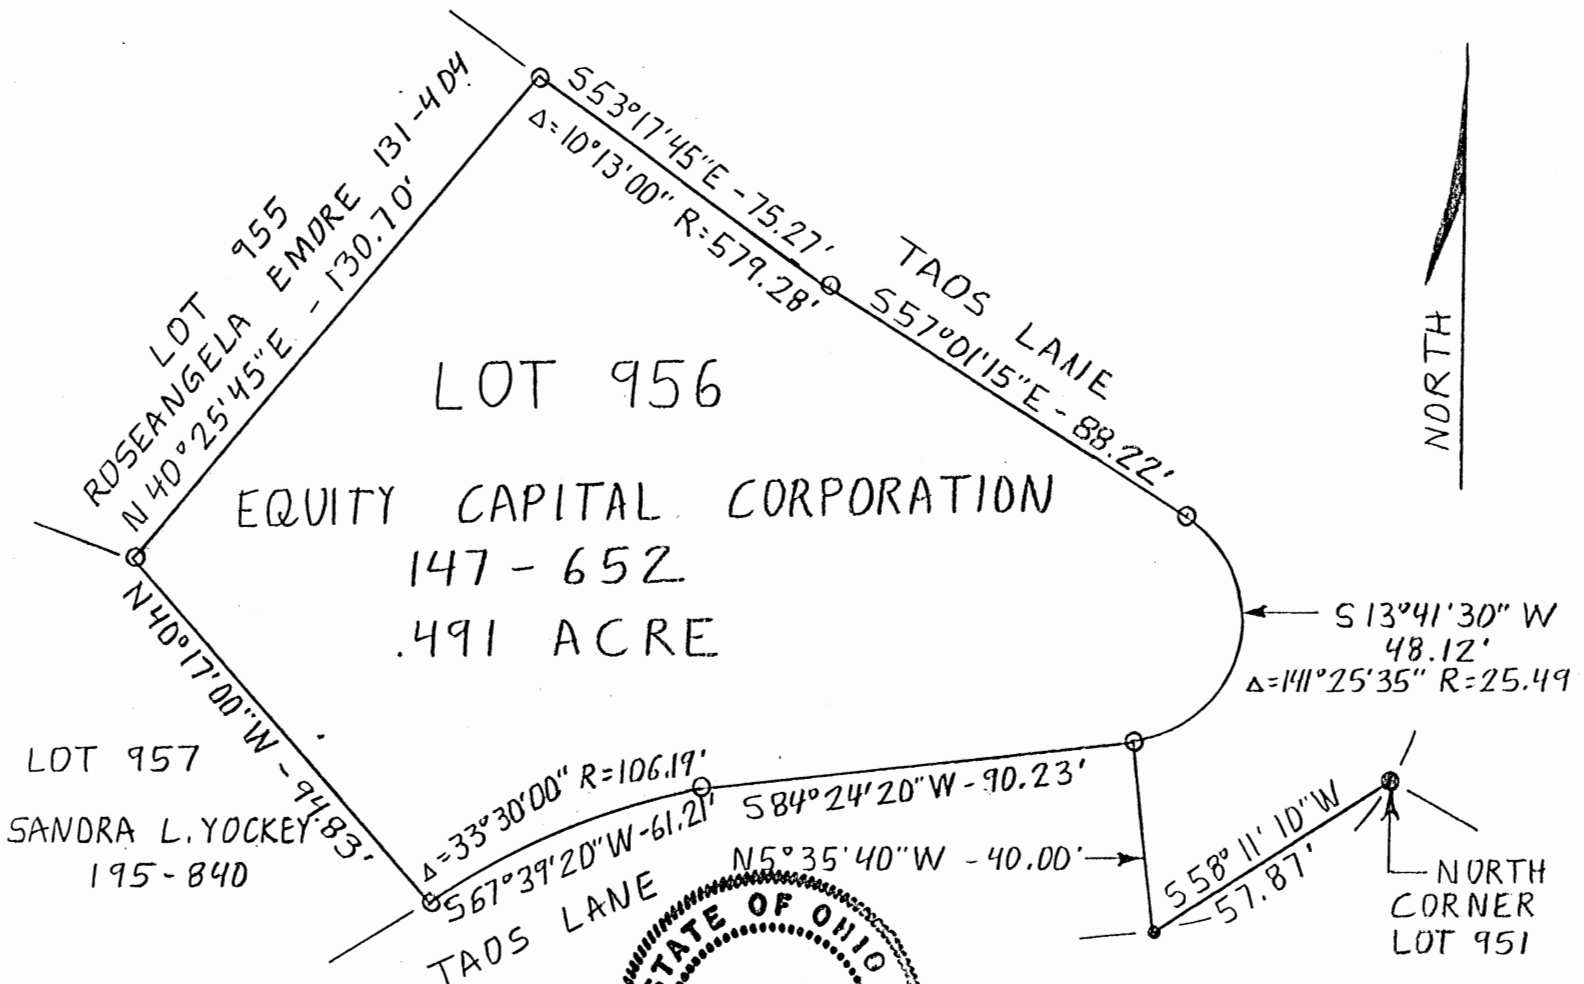 LOT 955
ROSEANGELA EMORE 131-404
N 40°25'45"E - 130.70'
S53°17'45"E - 75.27'
Δ=10°13'00" R=579.28'
TAOS LANE
S57°01'15"E - 88.22'
NORTH
LOT 956
EQUITY CAPITAL CORPORATION
147-652
.491 ACRE
S 13°41'30" W
48.12'
Δ=141°25'35" R=25.49
N40°17'00"W - 94.83'
LOT 957
SANDRA L. YOCKEY
195-840
Δ=33°30'00" R=106.19'
S67°39'20"W-61.21'
TAOS LANE
S84°24'20"W-90.23'
N5°35'40"W - 40.00'
S58°11'10"W
57.87'
NORTH
CORNER
LOT 951
STATE OF OHIO